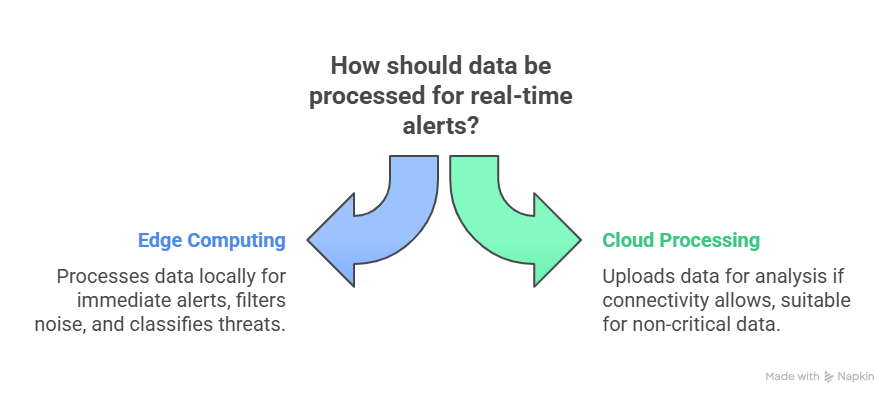 How should data be
processed for real-time
alerts?
Edge Computing
Processes data locally for
immediate alerts, filters
noise, and classifies threats.
Cloud Processing
Uploads data for analysis if
connectivity allows, suitable
for non-critical data.
Made with Napkin